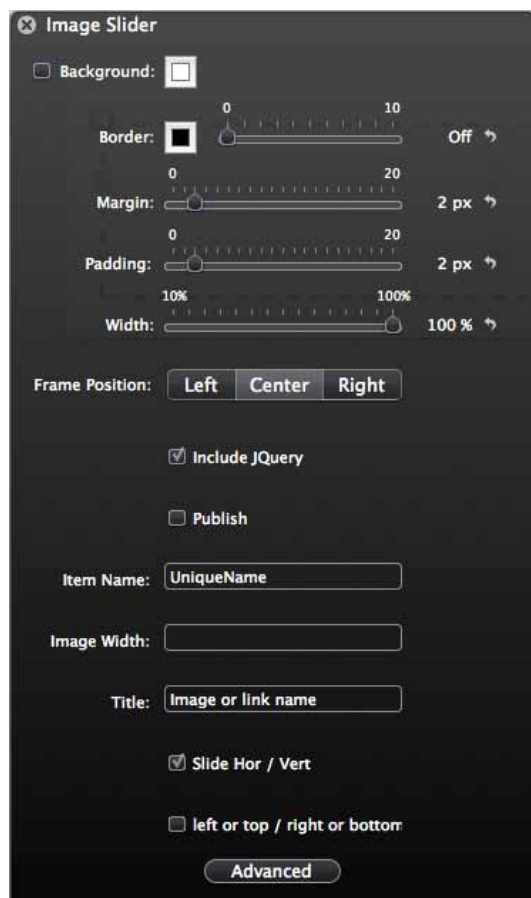 Image Slider
Background:
0 10
Border: Off
0 20
Margin: 2 px
0 20
Padding: 2 px
10% 100%
Width: 100 %
Frame Position: Left Center Right
Include JQuery
Publish
Item Name: UniqueName
Image Width:
Title: Image or link name
Slide Hor / Vert
left or top / right or bottom
Advanced